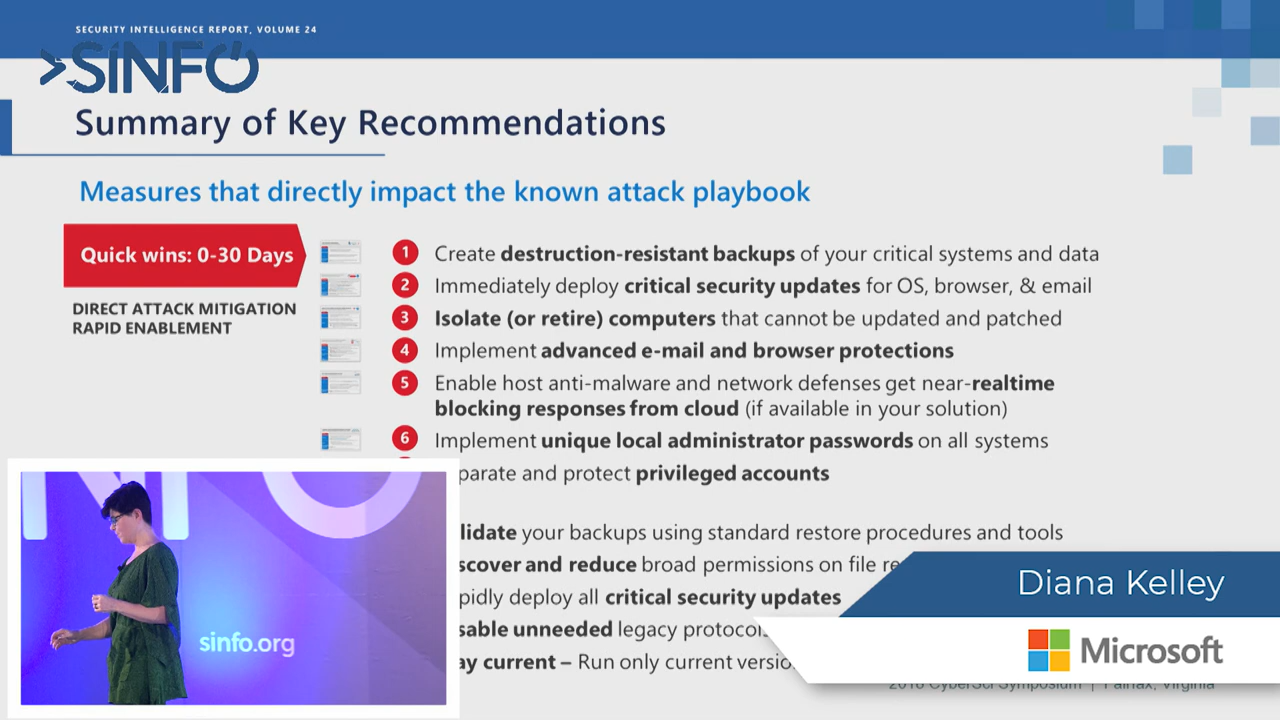 SECURITY INTELLIGENCE REPORT, VOLUME 24
>SINFO
Summary of Key Recommendations
Measures that directly impact the known attack playbook
Quick wins: 0-30 Days
DIRECT ATTACK MITIGATION
RAPID ENABLEMENT
1 Create destruction-resistant backups of your critical systems and data
2 Immediately deploy critical security updates for OS, browser, & email
3 Isolate (or retire) computers that cannot be updated and patched
4 Implement advanced e-mail and browser protections
5 Enable host anti-malware and network defenses get near-realtime
blocking responses from cloud (if available in your solution)
6 Implement unique local administrator passwords on all systems
parate and protect privileged accounts
lidate your backups using standard restore procedures and tools
scover and reduce broad permissions on file re
pidly deploy all critical security updates
sable unneeded legacy protocol
ay current – Run only current versio
sinfo.org
Diana Kelley
Microsoft
2018 CyberSci Symposium | Fairfax, Virginia